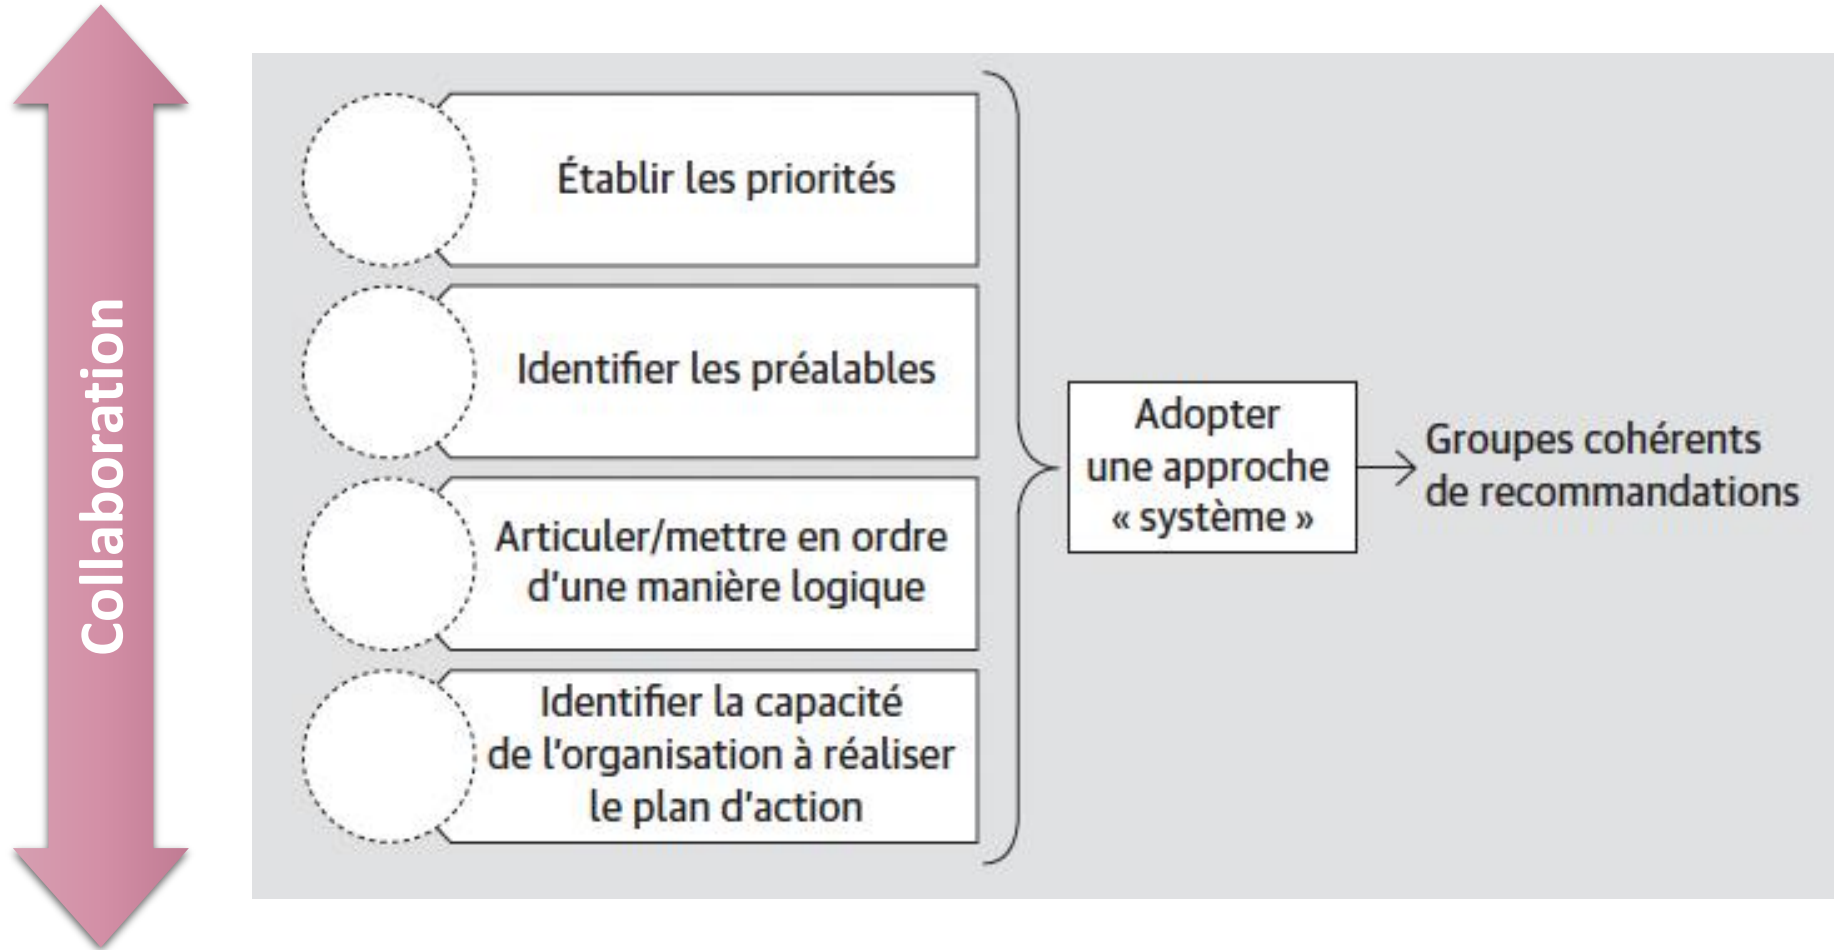 Collaboration
Établir les priorités
Identifier les préalables
Articuler/mettre en ordre
d'une manière logique
Identifier la capacité
de l'organisation à réaliser
le plan d'action
Adopter
une approche
« système »
Groupes cohérents
de recommandations